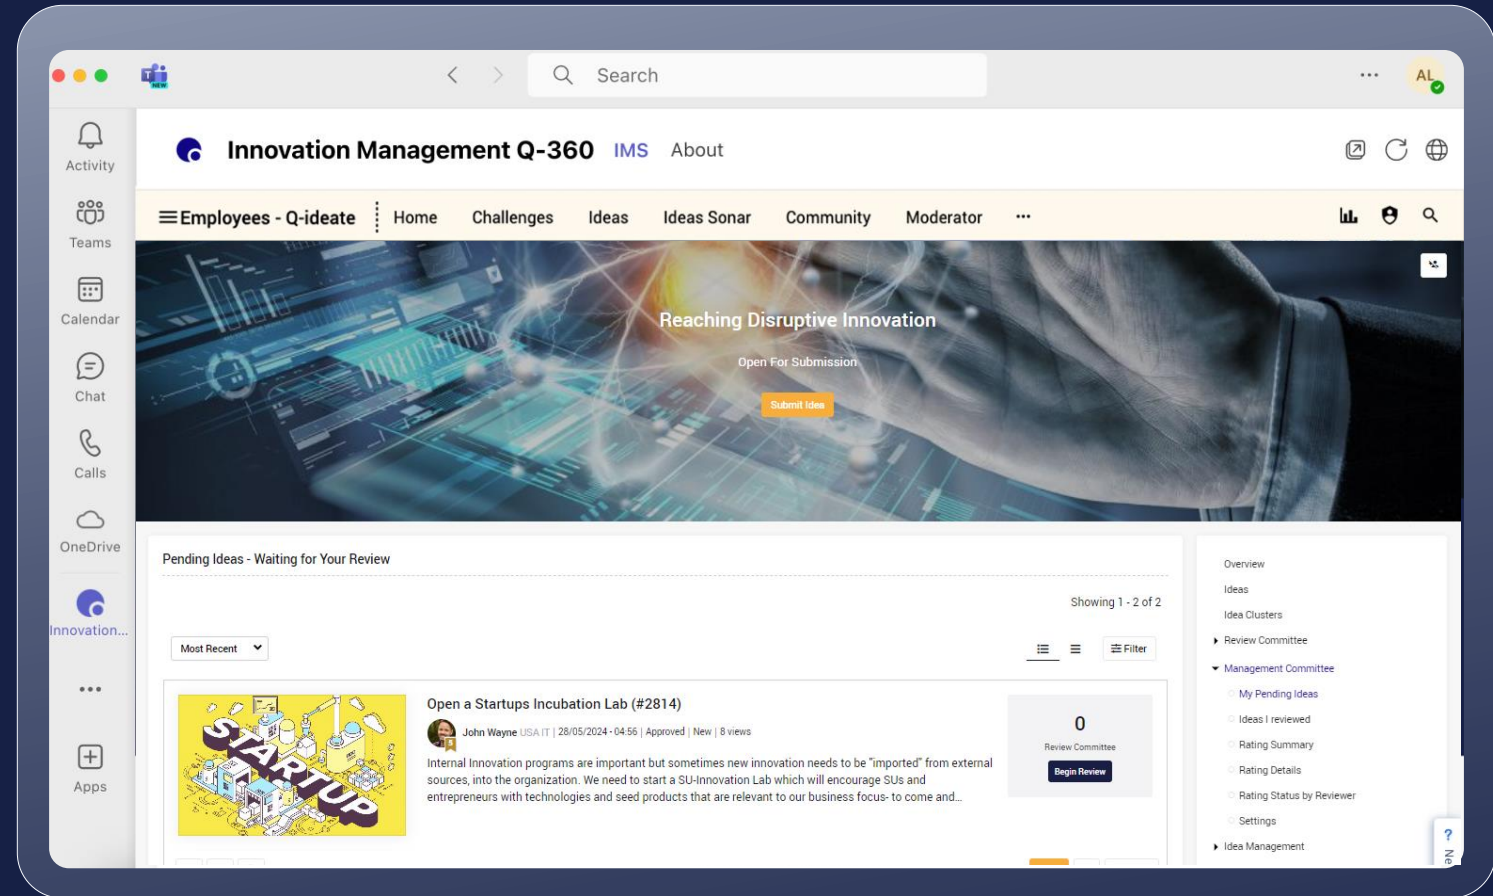 NEW
Search
AL
Activity
Teams
Calendar
Chat
Calls
OneDrive
Innovation...
Apps
Innovation Management Q-360 IMS About
Employees - Q-ideate Home Challenges Ideas Ideas Sonar Community Moderator
Reaching Disruptive Innovation
Open For Submission
Submit Idea
Pending Ideas - Waiting for Your Review
Showing 1 - 2 of 2
Most Recent
Filter
STARTUP
Open a Startups Incubation Lab (#2814)
5
John Wayne USA IT | 28/05/2024 - 04:56 | Approved | New | 8 views
Internal Innovation programs are important but sometimes new innovation needs to be "imported" from external
sources, into the organization. We need to start a SU-Innovation Lab which will encourage SUs and
entrepreneurs with technologies and seed products that are relevant to our business focus- to come and...
0
Review Committee
Begin Review
Overview
Ideas
Idea Clusters
Review Committee
Management Committee
My Pending Ideas
Ideas I reviewed
Rating Summary
Rating Details
Rating Status by Reviewer
Settings
Idea Management
? Ne